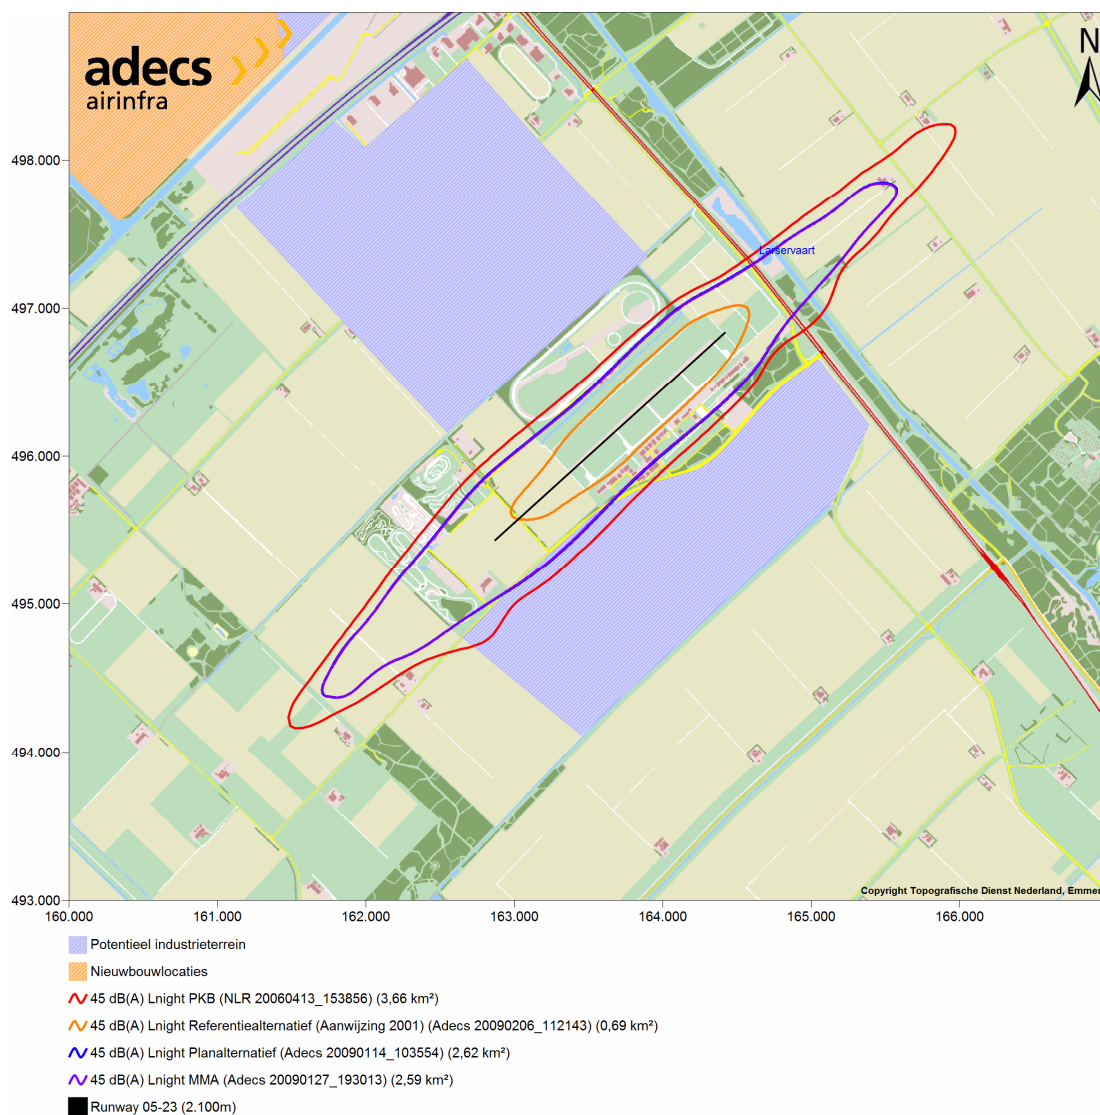 adecs
airinfra
N
498.000
Larservaart
497.000
496.000
495.000
494.000
Copyright Topografische Dienst Nederland, Emmer
493.000
160.000 161.000 162.000 163.000 164.000 165.000 166.000
Potentieel industrieterrein
Nieuwbouwlocaties
45 dB(A) Lnight PKB (NLR 20060413_153856) (3,66 km²)
45 dB(A) Lnight Referentiealternatief (Aanwijzing 2001) (Adecs 20090206_112143) (0,69 km²)
45 dB(A) Lnight Planalternatief (Adecs 20090114_103554) (2,62 km²)
45 dB(A) Lnight MMA (Adecs 20090127_193013) (2,59 km²)
Runway 05-23 (2.100m)